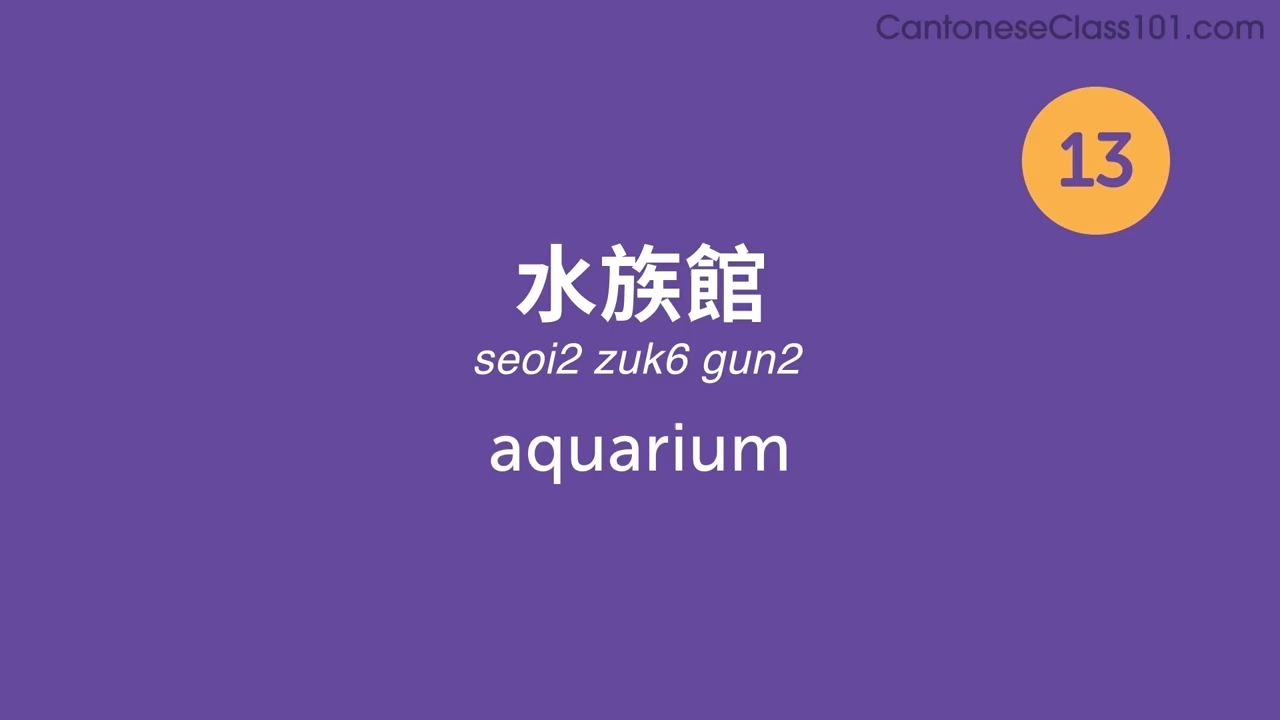 CantoneseClass101.com
13
水族館
seoi2 zuk6 gun2
aquarium